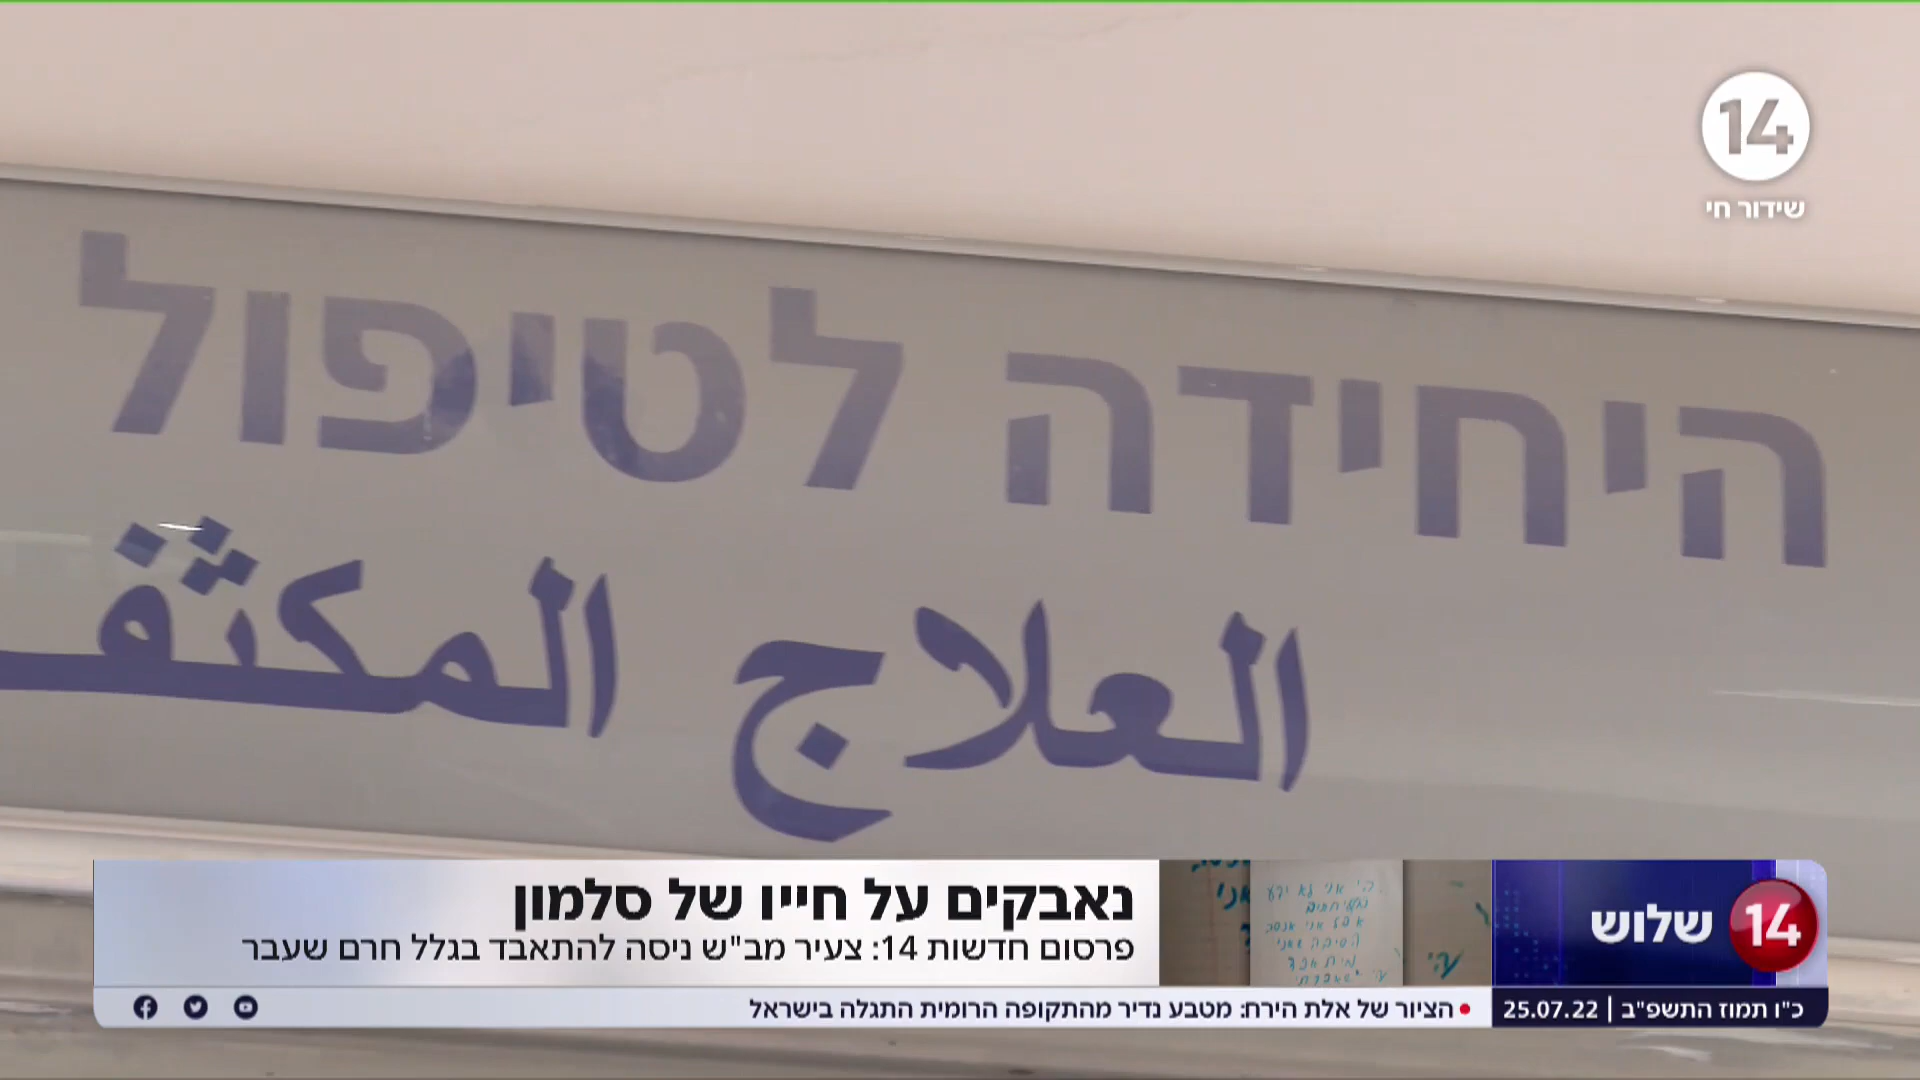 14
שידור חי
היחידה לטיפול
العلاج المكثف
נאבקים על חייו של סלמון
פרסום חדשות 14: צעיר מב"ש ניסה להתאבד בגלל חרם שעבר
שלוש 14
הציור של אלת הירח: מטבע נדיר מהתקופה הרומית התגלה בישראל
כ"ו תמוז התשפ"ב | 25.07.22